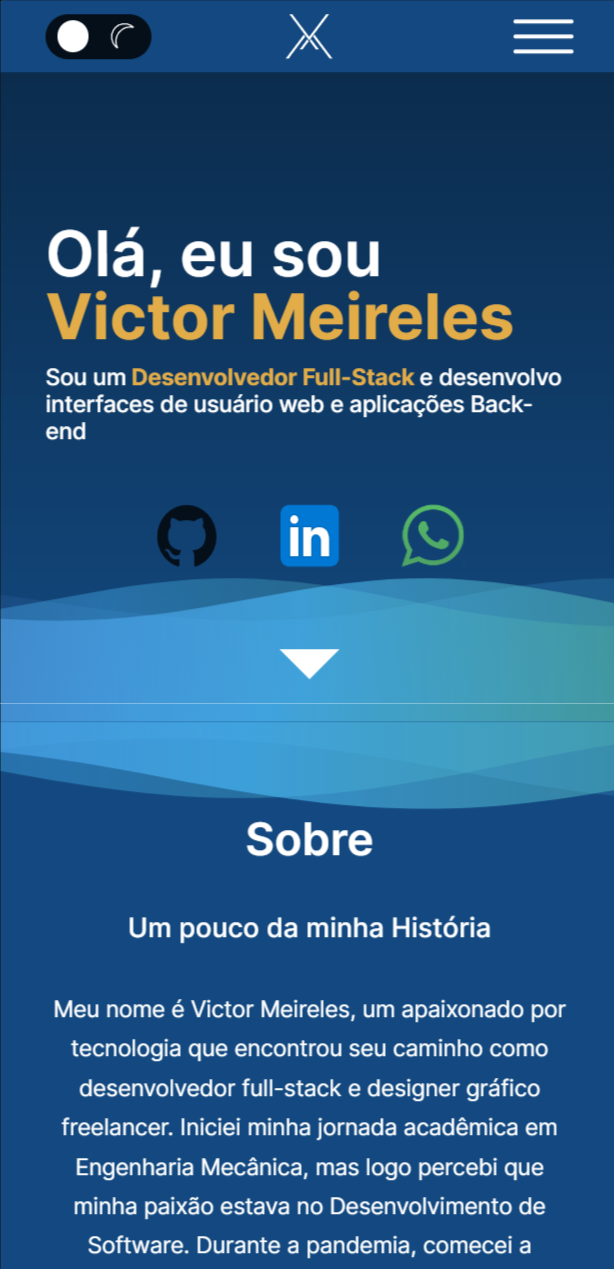 Olá, eu sou
Victor Meireles
Sou um Desenvolvedor Full-Stack e desenvolvo
interfaces de usuário web e aplicações Back-
end
in
Sobre
Um pouco da minha História
Meu nome é Victor Meireles, um apaixonado por
tecnologia que encontrou seu caminho como
desenvolvedor full-stack e designer gráfico
freelancer. Iniciei minha jornada acadêmica em
Engenharia Mecânica, mas logo percebi que
minha paixão estava no Desenvolvimento de
Software. Durante a pandemia, comecei a